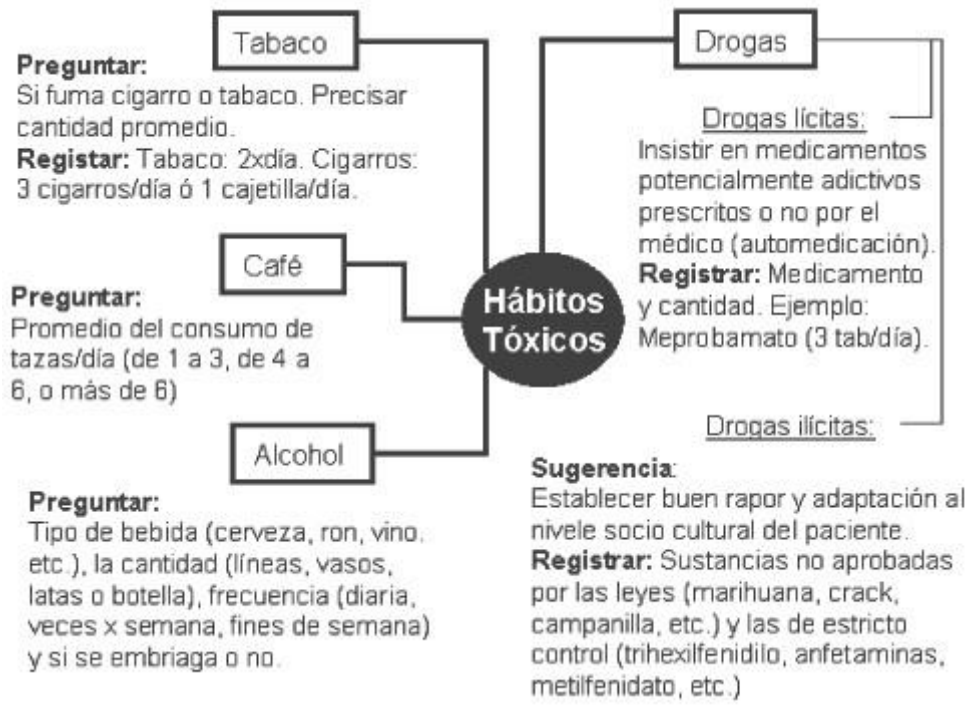 Tabaco
Preguntar:
Si fuma cigarro o tabaco. Precisar
cantidad promedio.
Registar: Tabaco: 2xdía. Cigarros:
3 cigarros/día ó 1 cajetilla/día.
Café
Preguntar:
Promedio del consumo de
tazas/día (de 1 a 3, de 4 a
6, o más de 6)
Alcohol
Preguntar:
Tipo de bebida (cerveza, ron, vino.
etc.), la cantidad (líneas, vasos,
latas o botella), frecuencia (diaria,
veces x semana, fines de semana)
y si se embriaga o no.
Hábitos
Tóxicos
Drogas
Drogas lícitas:
Insistir en medicamentos
potencialmente adictivos
prescritos o no por el
médico (automedicación).
Registrar: Medicamento
y cantidad. Ejemplo:
Meprobamato (3 tab/día).
Drogas ilícitas:
Sugerencia:
Establecer buen rapor y adaptación al
nivele socio cultural del paciente.
Registrar: Sustancias no aprobadas
por las leyes (marihuana, crack,
campanilla, etc.) y las de estricto
control (trihexilfenidilo, anfetaminas,
metilfenidato, etc.)